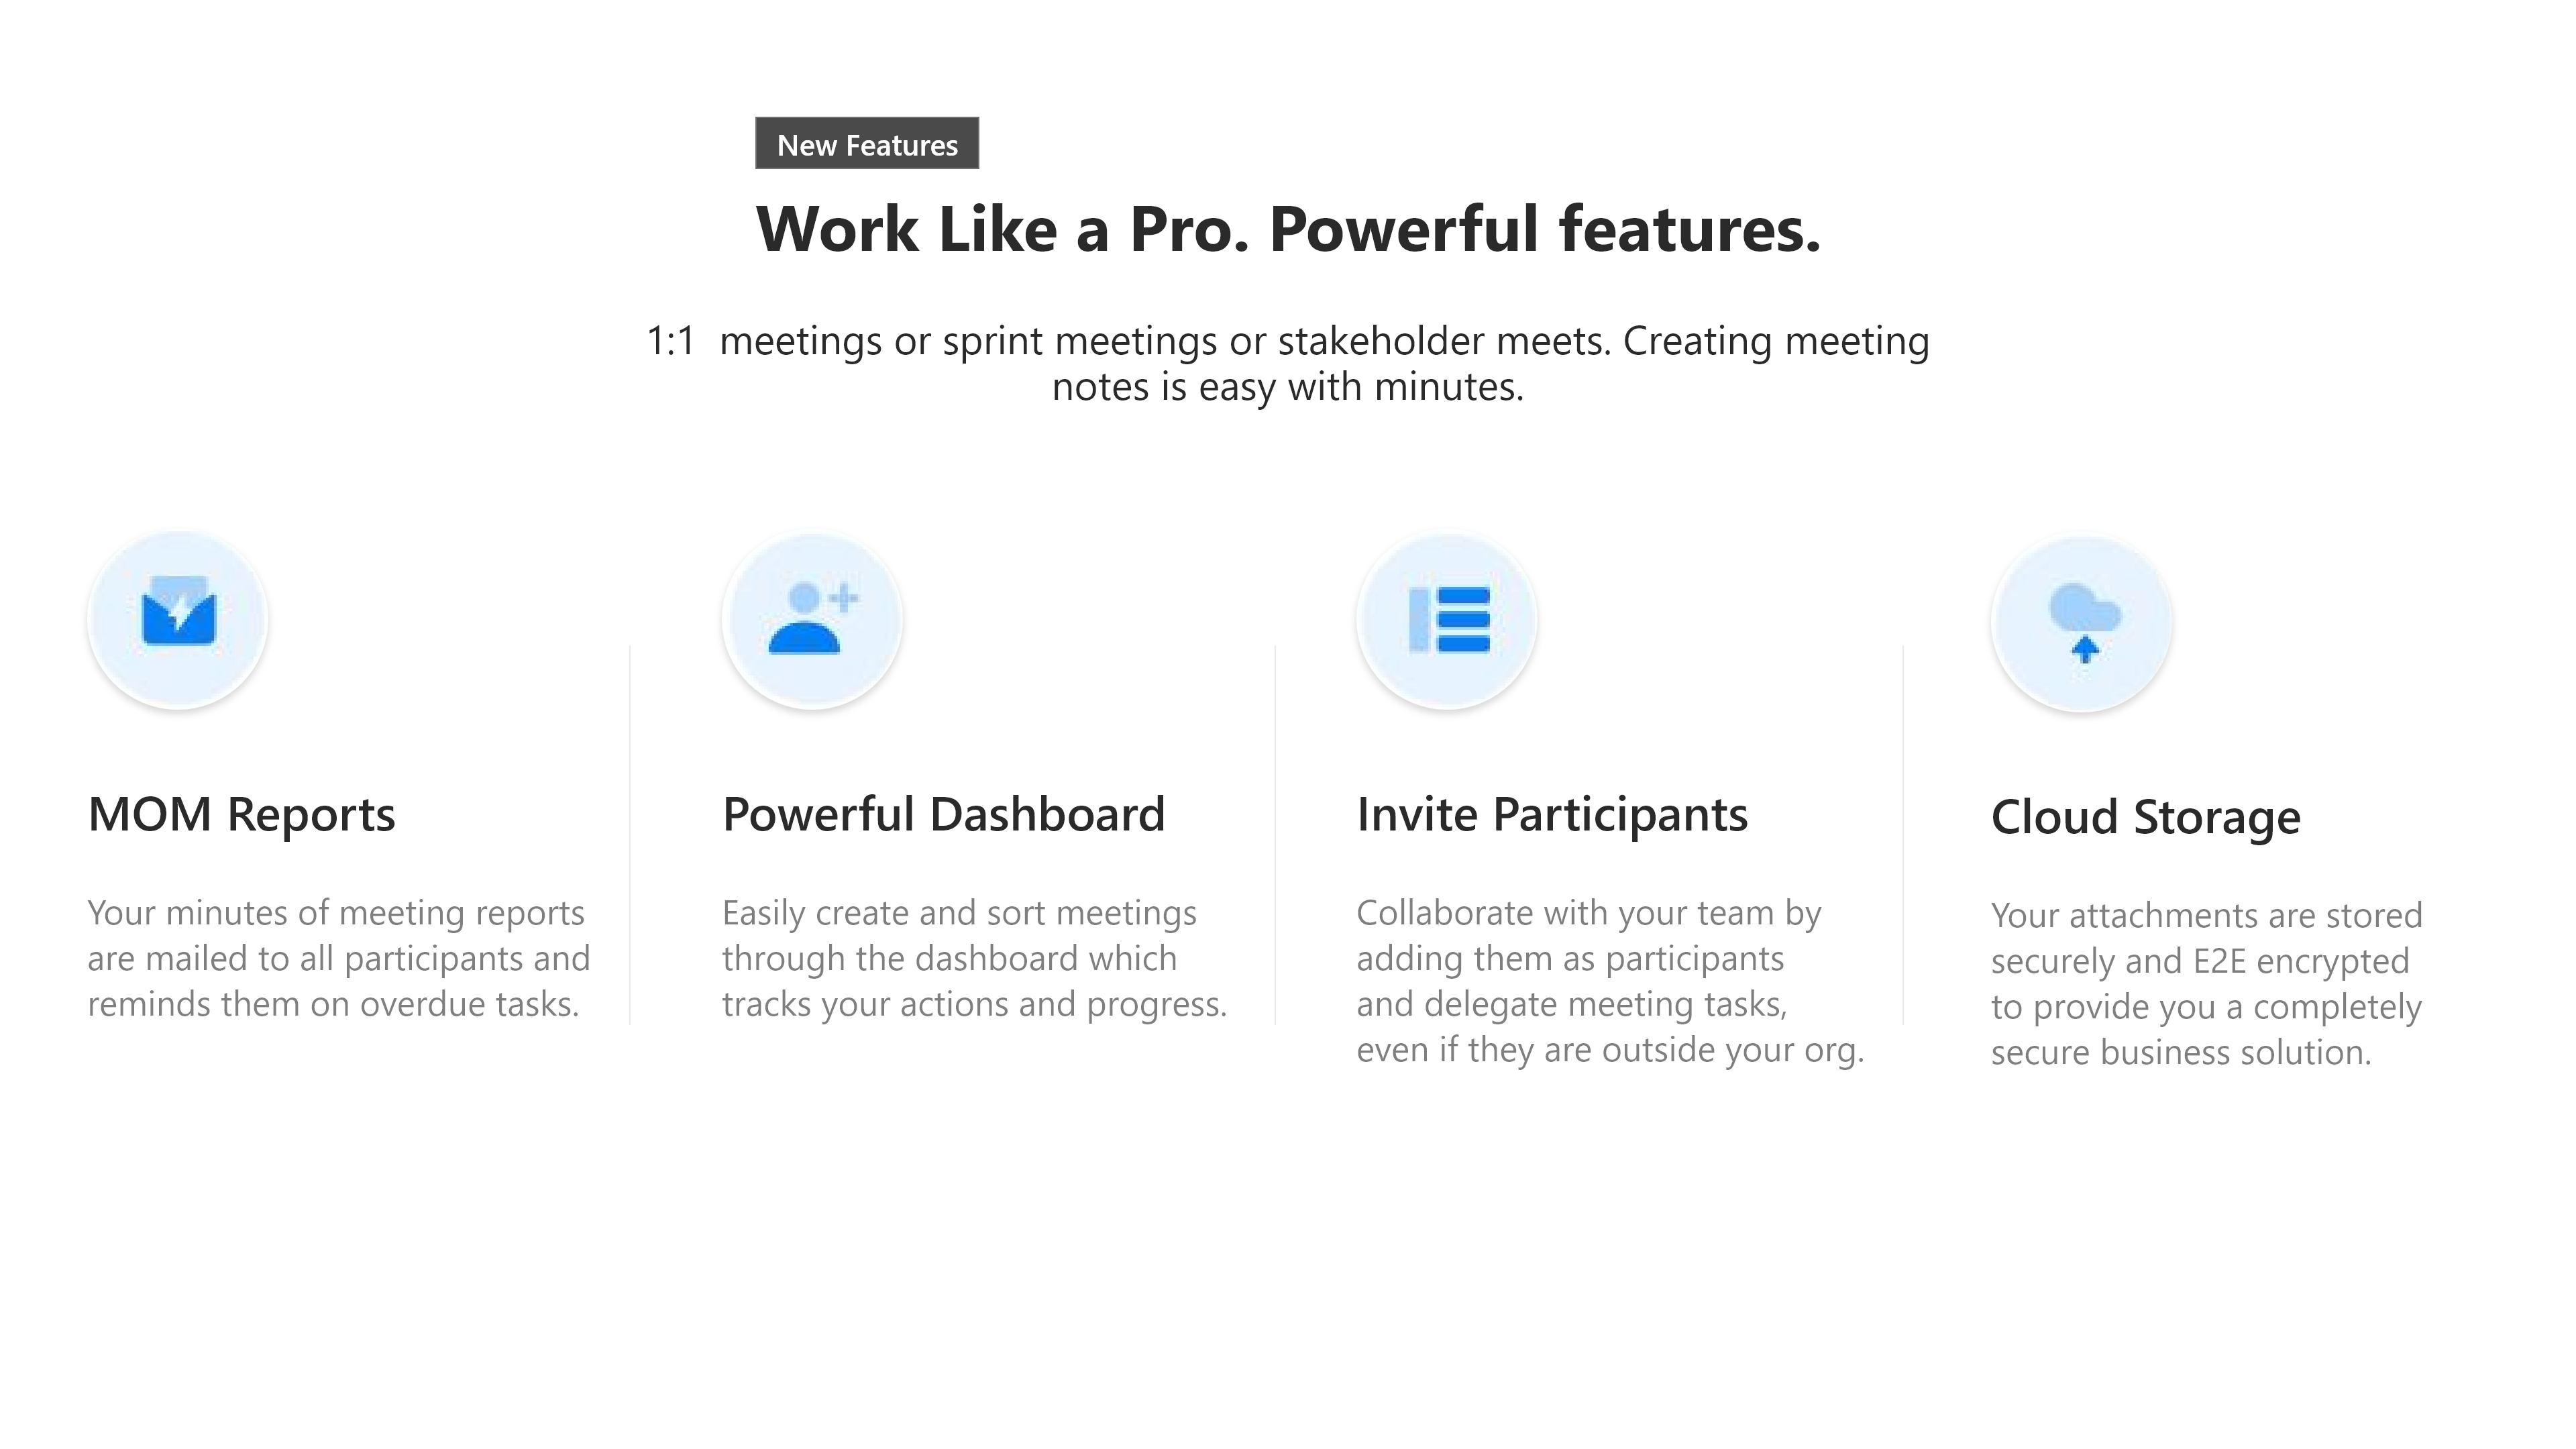 New Features
Work Like a Pro. Powerful features.
1:1  meetings or sprint meetings or stakeholder meets. Creating meeting
notes is easy with minutes.
MOM Reports
Your minutes of meeting reports
are mailed to all participants and
reminds them on overdue tasks.
Powerful Dashboard
Easily create and sort meetings
through the dashboard which
tracks your actions and progress.
Invite Participants
Collaborate with your team by
adding them as participants
and delegate meeting tasks,
even if they are outside your org.
Cloud Storage
Your attachments are stored
securely and E2E encrypted
to provide you a completely
secure business solution.